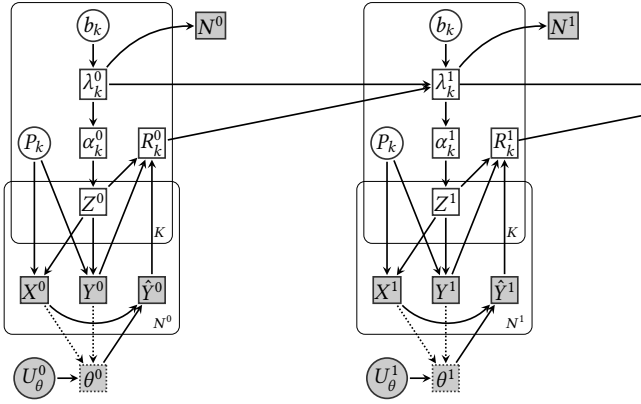 b_k N^0 b_k N^1
λ_k^0 λ_k^1
P_k α_k^0 R_k^0 P_k α_k^1 R_k^1
Z^0 Z^1
K K
X^0 Y^0 Ŷ^0 X^1 Y^1 Ŷ^1
N^0 N^1
U_θ^0 θ^0 U_θ^1 θ^1